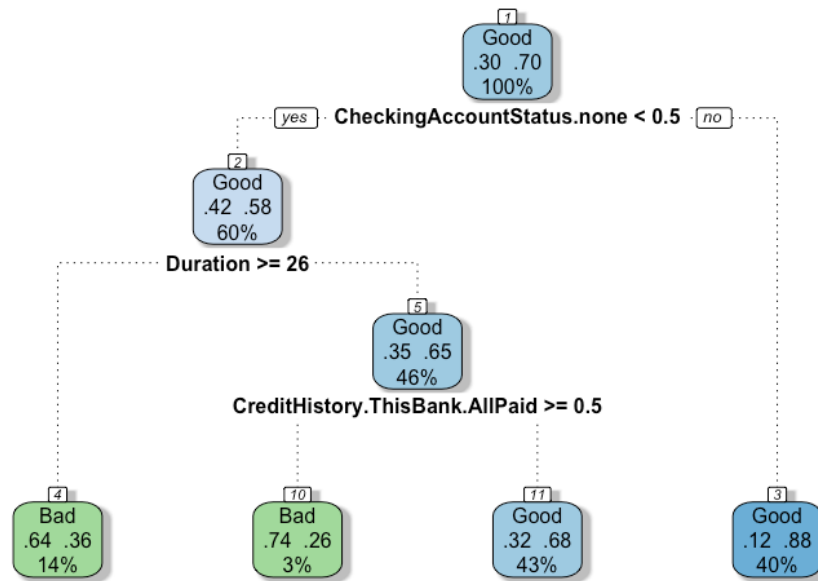 1
Good
.30 .70
100%
yes CheckingAccountStatus.none < 0.5 no
2
Good
.42 .58
60%
Duration >= 26
5
Good
.35 .65
46%
CreditHistory.ThisBank.AllPaid >= 0.5
4
Bad
.64 .36
14%
10
Bad
.74 .26
3%
11
Good
.32 .68
43%
3
Good
.12 .88
40%